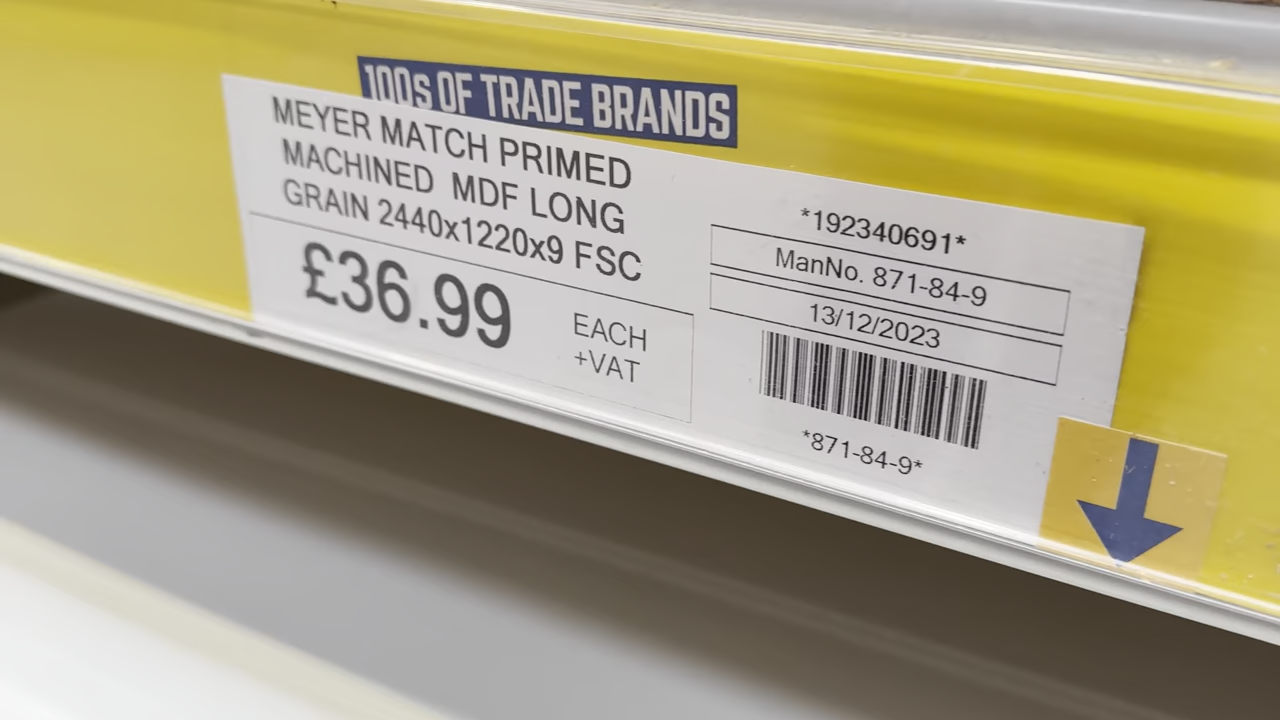 100s OF TRADE BRANDS
MEYER MATCH PRIMED
MACHINED MDF LONG
GRAIN 2440x1220x9 FSC
£36.99
EACH
+VAT
*192340691*
ManNo. 871-84-9
13/12/2023
*871-84-9*